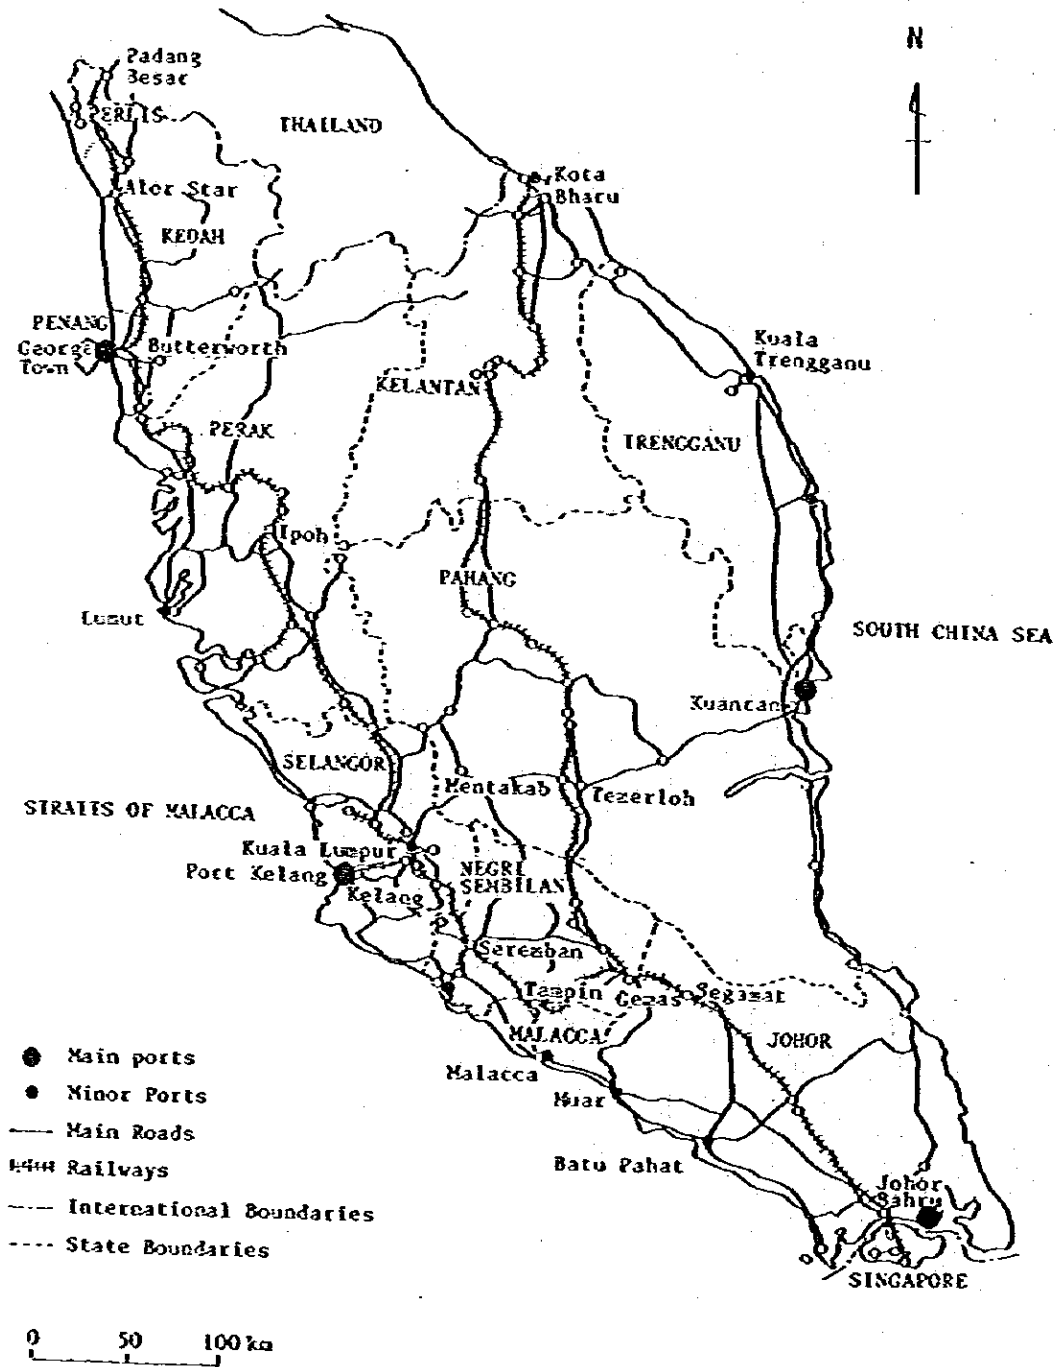 N
Padang
Besar
PERLIS
THAILAND
Kota
Bharu
Alor Star
KEDAH
PENANG
George
Town
Butterworth
Kuala
Trengganu
KELANTAN
PERAK
TRENGGANU
Ipoh
PAHANG
Lumut
SOUTH CHINA SEA
Kuantan
SELANGOR
Mentakab
Temerloh
STRAITS OF MALACCA
Kuala Lumpur
Port Kelang
Kelang
NEGRI
SEMBILAN
Seremban
Tampin
Gemas
Segamat
MALACCA
JOHOR
Malacca
Muar
Batu Pahat
Johor
Bahru
SINGAPORE
Main ports
Minor Ports
Main Roads
Railways
International Boundaries
State Boundaries
0 50 100 km